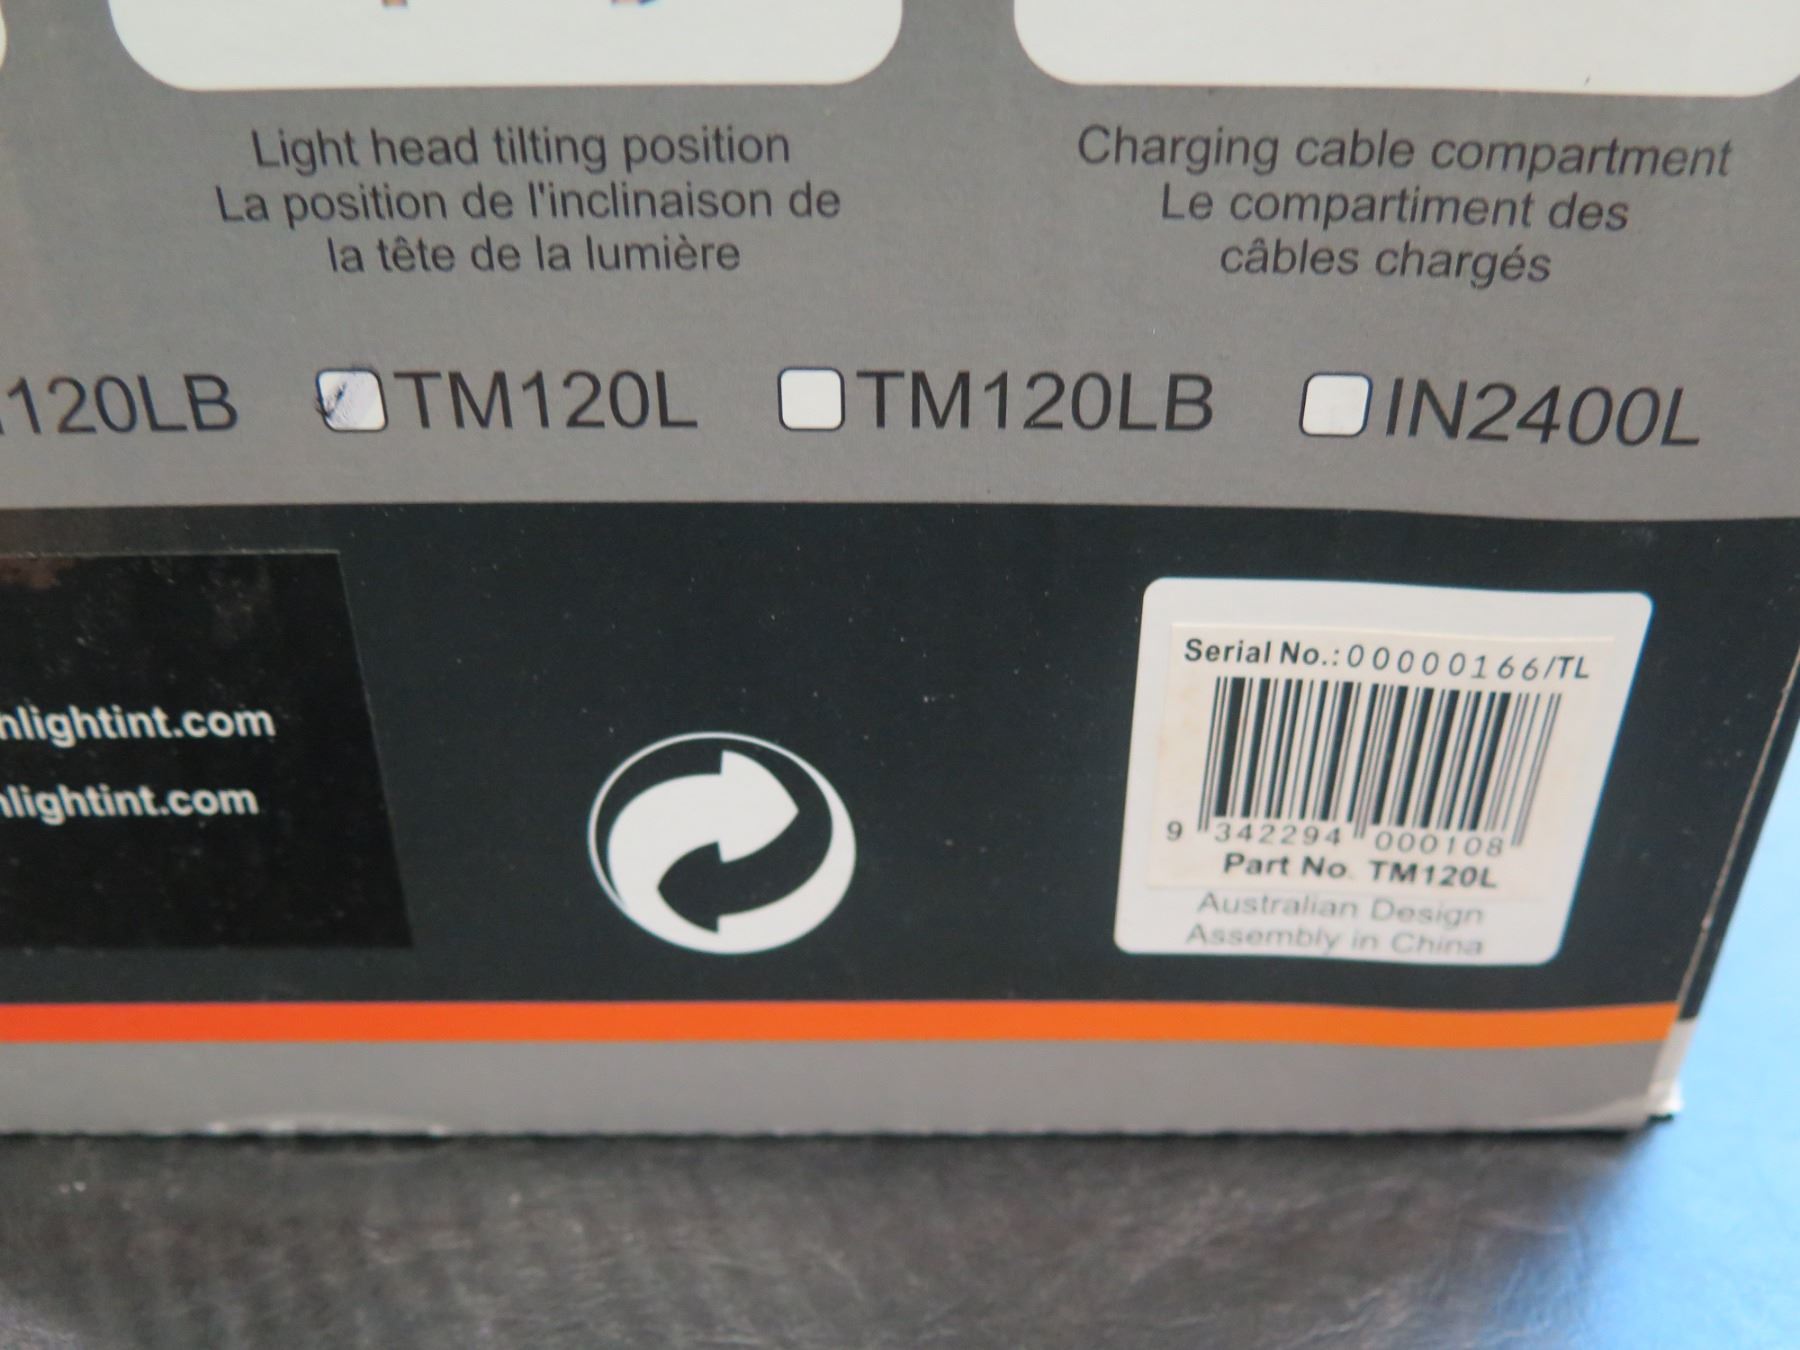 Light head tilting position
La position de l'inclinaison de
la tête de la lumière
Charging cable compartment
Le compartiment des
câbles chargés
120LB
TM120L
TM120LB
IN2400L
hlightint.com
hlightint.com
Serial No.:00000166/TL
9 342294 000108
Part No. TM120L
Australian Design
Assembly in China